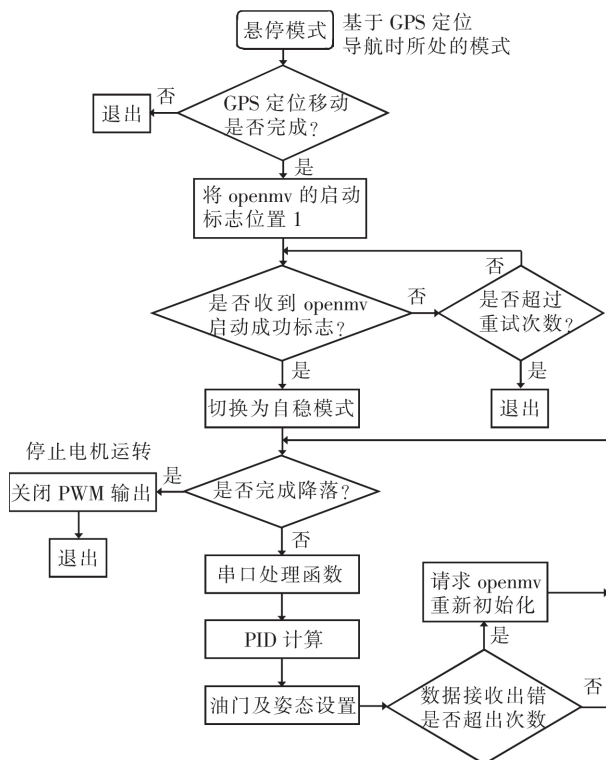 悬停模式
基于 GPS 定位
导航时所处的模式
GPS 定位移动
是否完成?
否
退出
是
将 openmv 的启动
标志位置 1
是否收到 openmv
启动成功标志?
否
是否超过
重试次数?
否
是
退出
是
切换为自稳模式
停止电机运转
是否完成降落?
是
关闭 PWM 输出
退出
否
串口处理函数
PID 计算
油门及姿态设置
数据接收出错
是否超出次数
是
请求 openmv
重新初始化
否